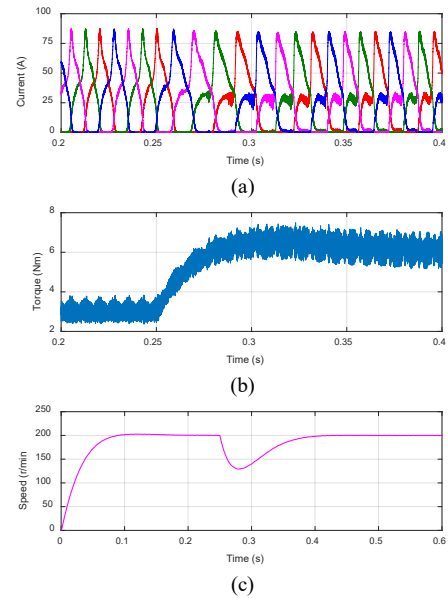 100
75
50
25
0
Current (A)
0.2 0.25 0.3 0.35 0.4
Time (s)
(a)
8
6
4
2
Torque (Nm)
0.2 0.25 0.3 0.35 0.4
Time (s)
(b)
250
200
150
100
50
0
Speed (r/min
0 0.1 0.2 0.3 0.4 0.5 0.6
Time (s)
(c)